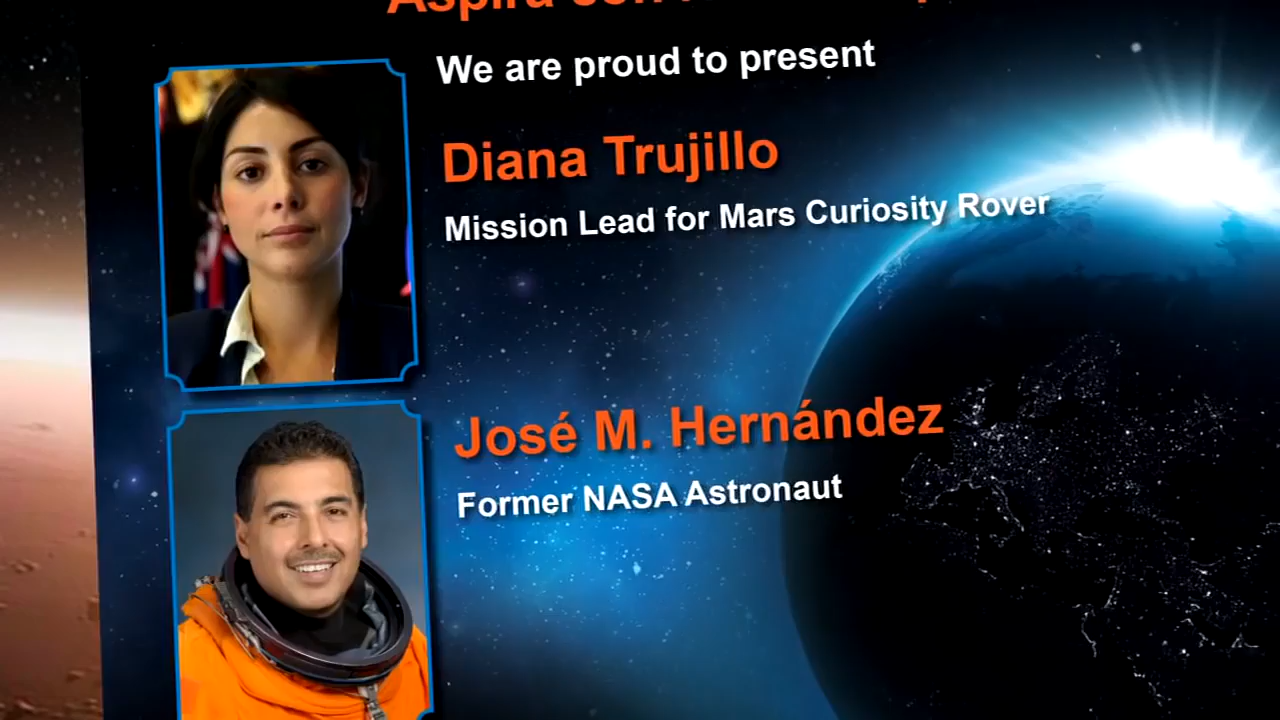 We are proud to present
Diana Trujillo
Mission Lead for Mars Curiosity Rover
José M. Hernández
Former NASA Astronaut